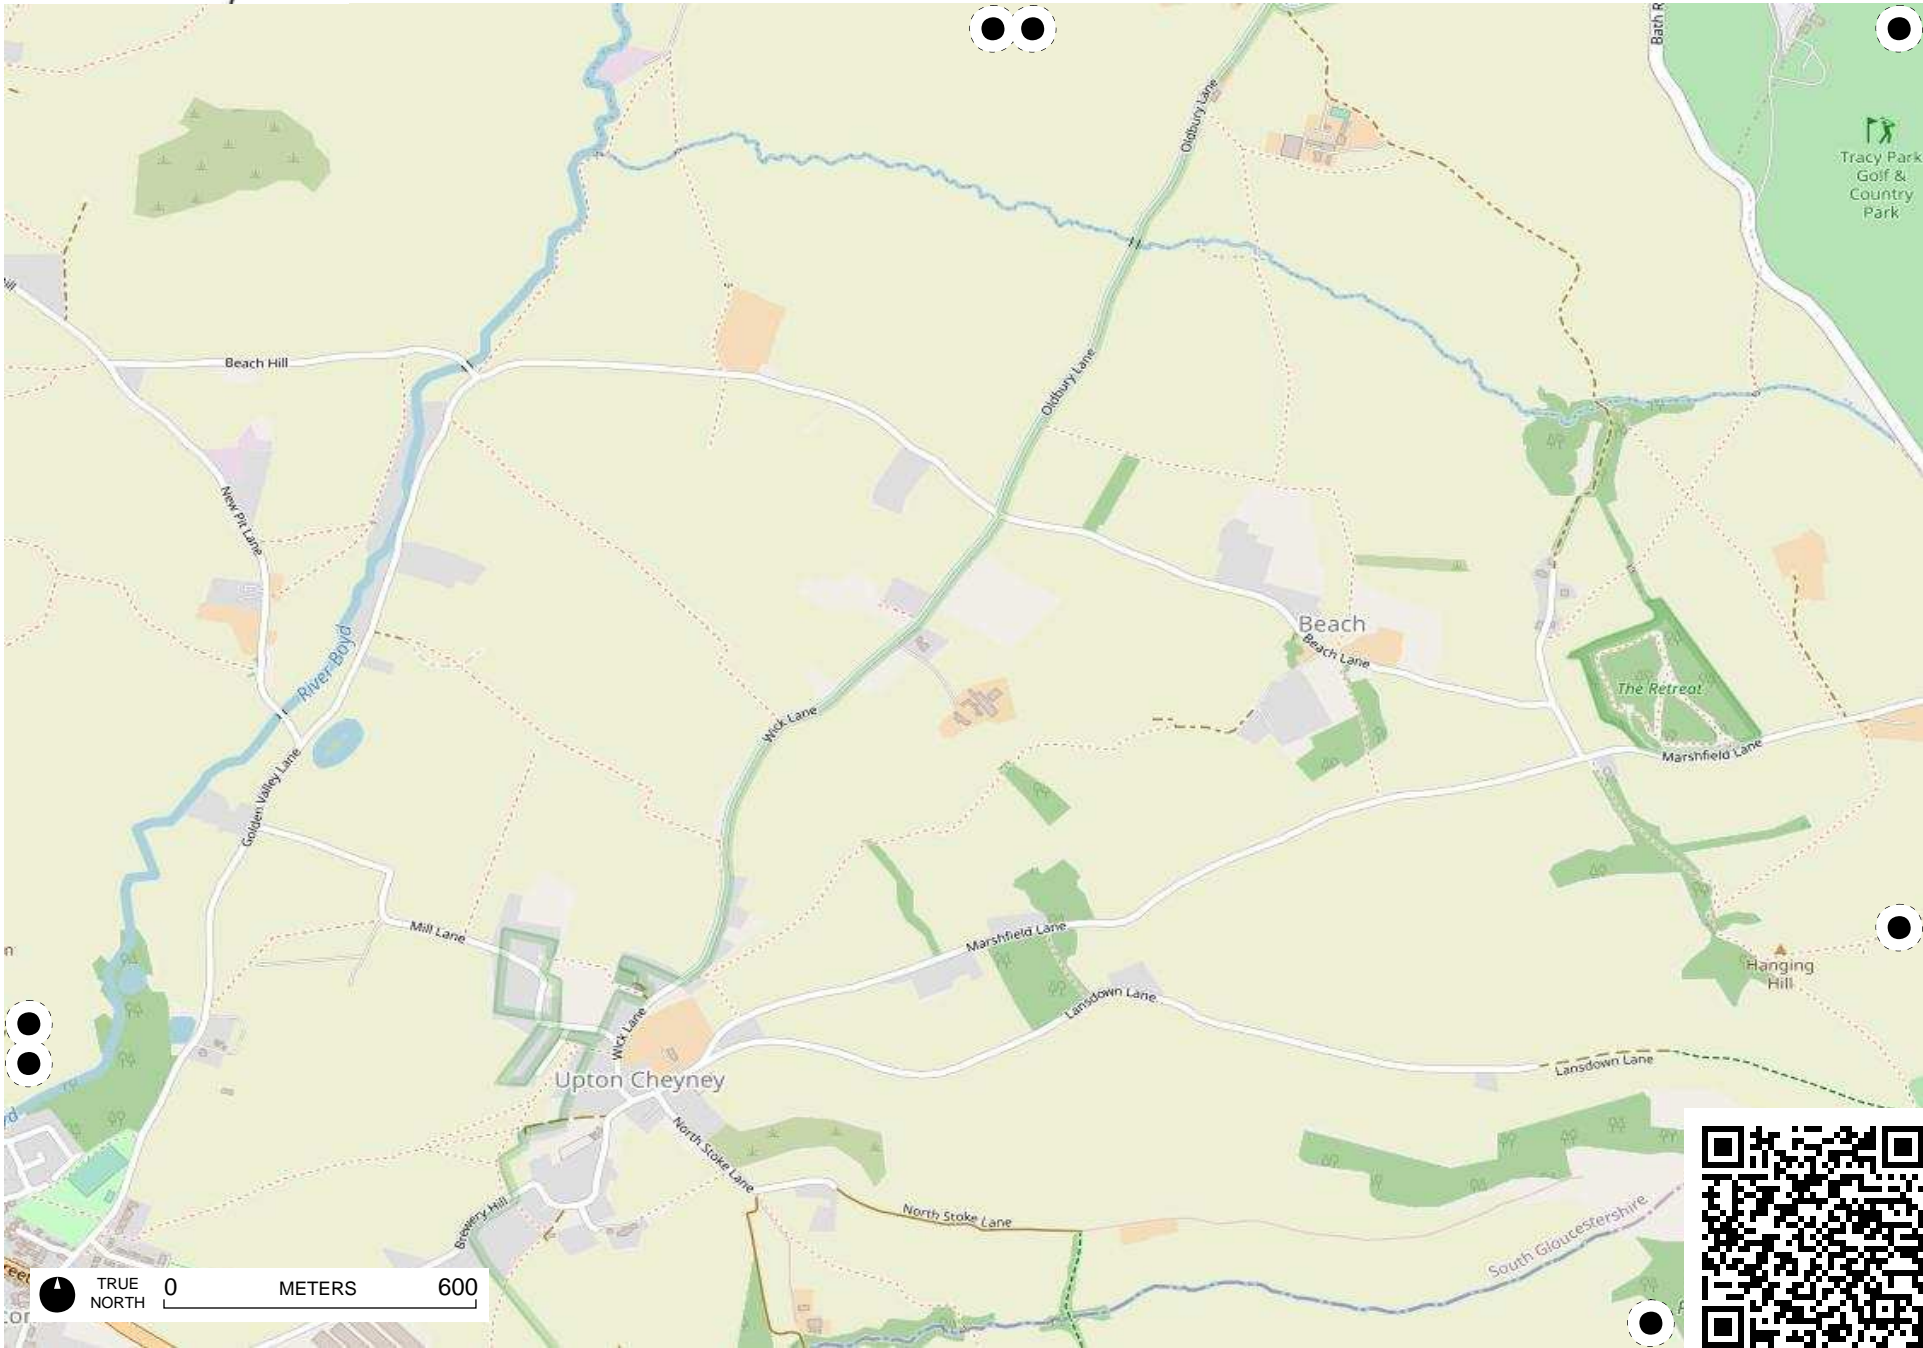 Bath R
Oldbury Lane
Tracy Park
Golf &
Country
Park
Beach Hill
Oldbury Lane
New Pit Lane
River Boyd
Beach
Beach Lane
The Retreat
Wick Lane
Marshfield Lane
Golden Valley Lane
Mill Lane
Marshfield Lane
Hanging
Hill
Lansdown Lane
Wick Lane
Lansdown Lane
Upton Cheyney
North Stoke Lane
North Stoke Lane
Brewery Hill
South Gloucestershire
TRUE
NORTH
0 METERS 600